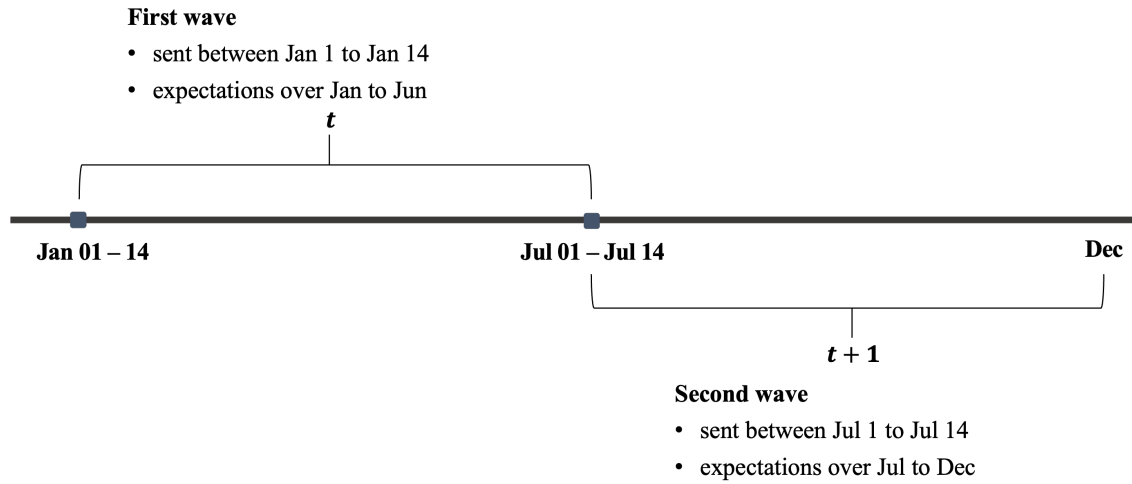 First wave
• sent between Jan 1 to Jan 14
• expectations over Jan to Jun
t
Jan 01 – 14
Jul 01 – Jul 14
Dec
t + 1
Second wave
• sent between Jul 1 to Jul 14
• expectations over Jul to Dec